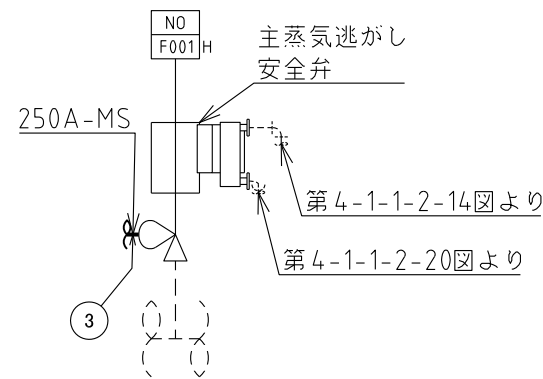 NO
F001 H
主蒸気逃がし
安全弁
250A-MS
第4-1-1-2-14図より
第4-1-1-2-20図より
3